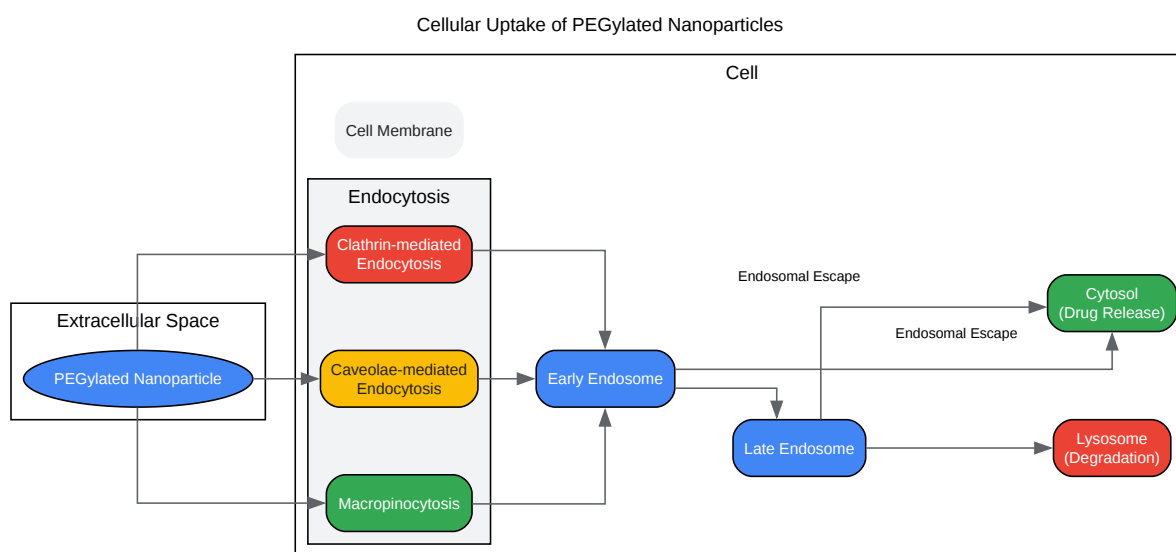 Cellular Uptake of PEGylated Nanoparticles
Cell
Cell Membrane
Endocytosis
Clathrin-mediated
Endocytosis
Extracellular Space
PEGylated Nanoparticle
Caveolae-mediated
Endocytosis
Macropinocytosis
Early Endosome
Late Endosome
Endosomal Escape
Endosomal Escape
Cytosol
(Drug Release)
Lysosome
(Degradation)